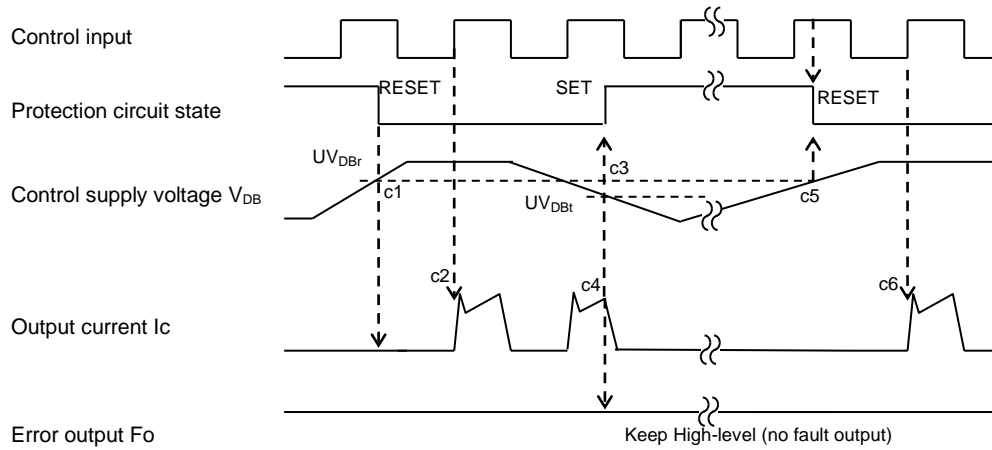 Control input
RESET
SET
RESET
Protection circuit state
UVDBr
c3
c1
c5
Control supply voltage VDB
UVDBt
c2
c4
c6
Output current Ic
Error output Fo
Keep High-level (no fault output)